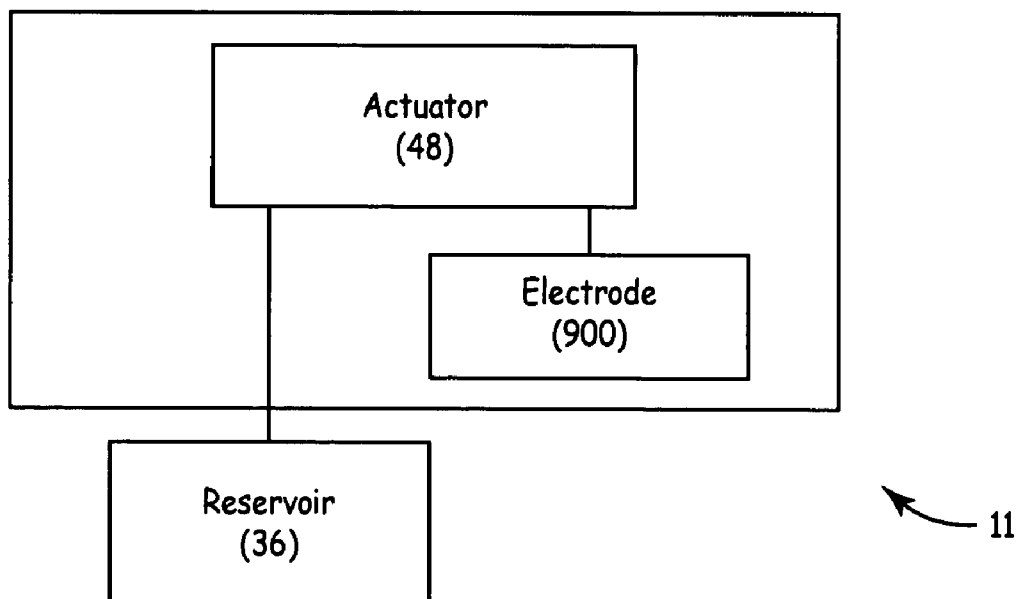 Actuator
(48)
Electrode
(900)
Reservoir
(36)
11